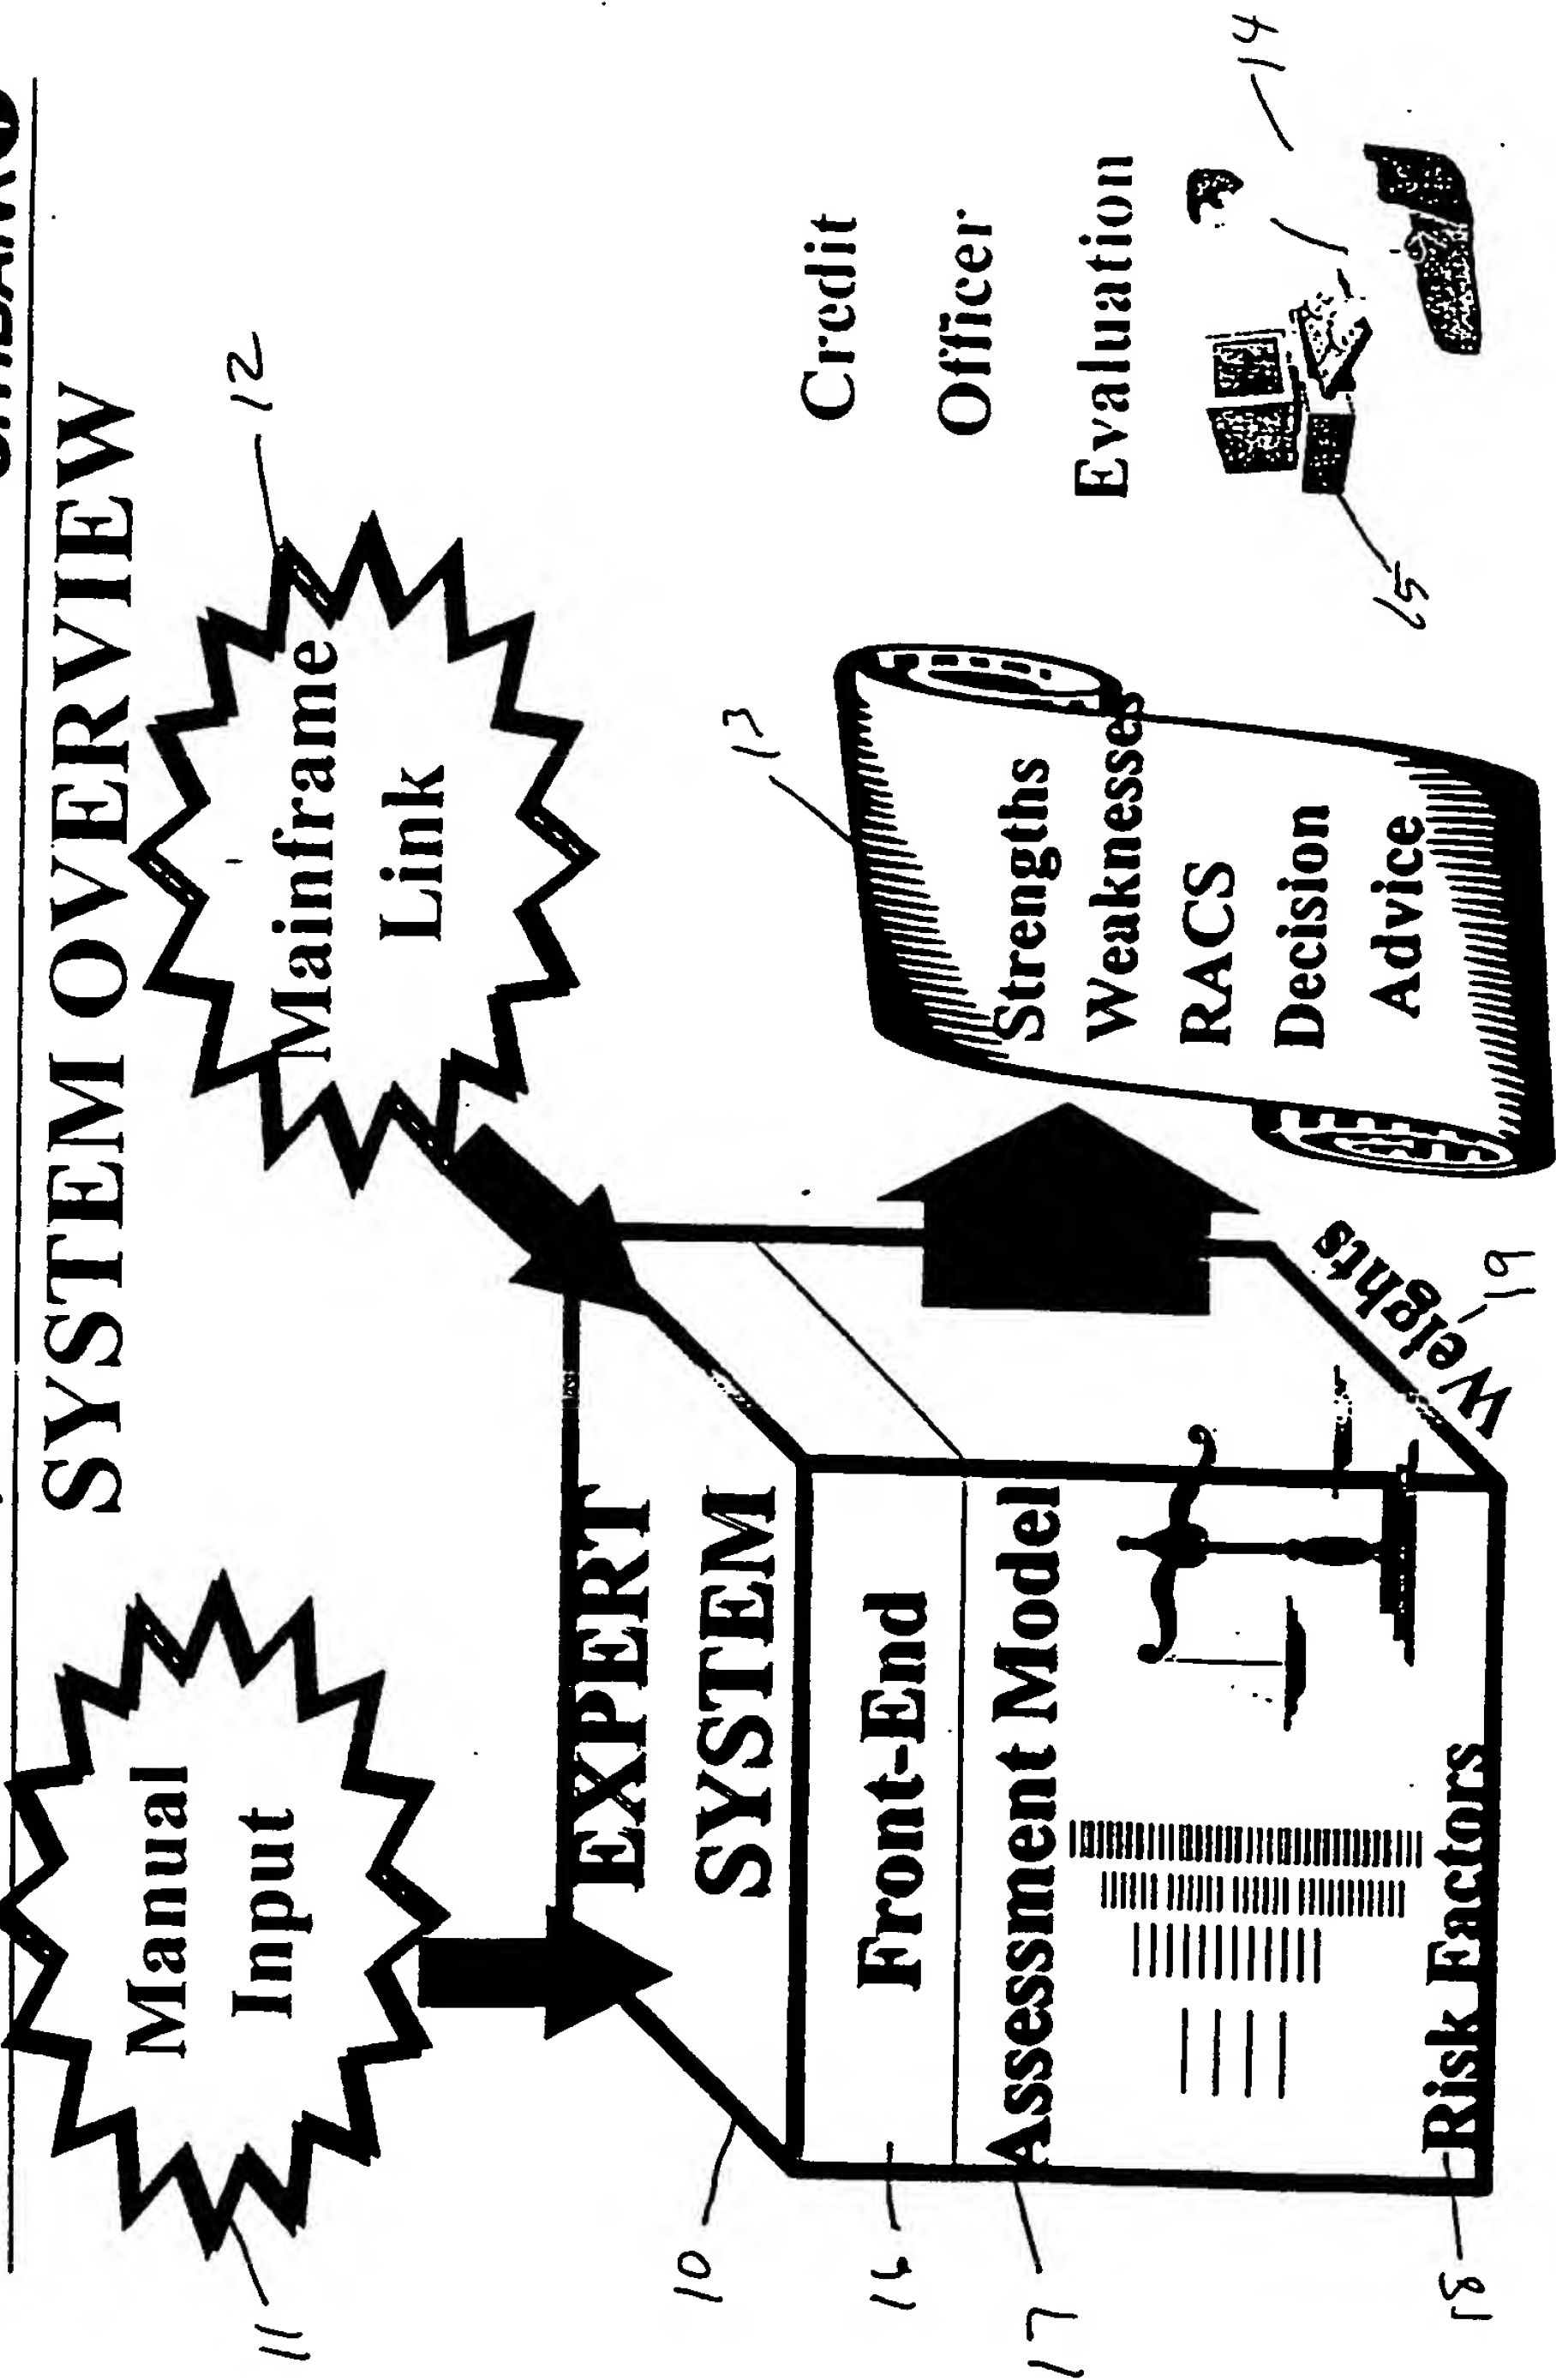 SYSTEM OVERVIEW
11
Manual
Input
12
Mainframe
Link
10
EXPERT
SYSTEM
16
Front-End
17
Assessment Model
18
Risk Factors
Weights
19
13
Strengths
Weaknesses
RACS
Decision
Advice
Credit
Officer
Evaluation
14
15